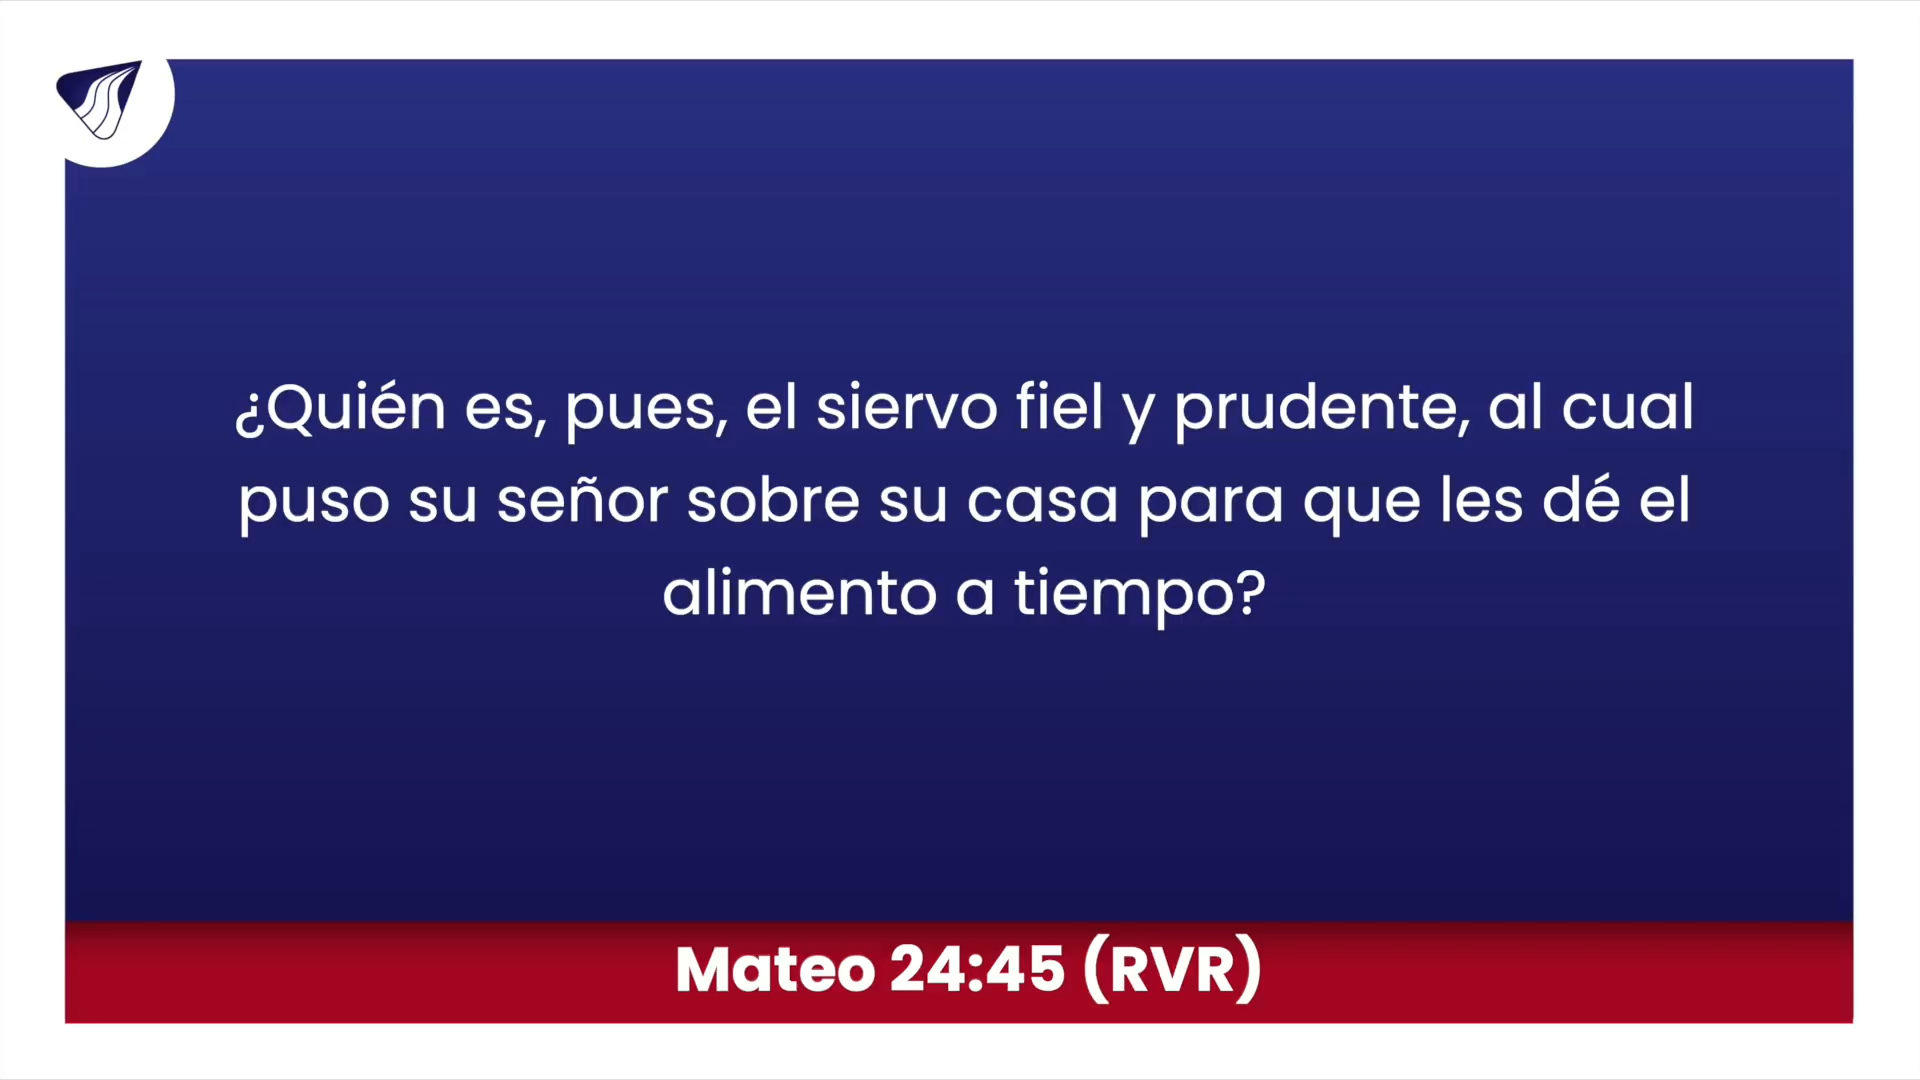 ¿Quién es, pues, el siervo fiel y prudente, al cual
puso su señor sobre su casa para que les dé el
alimento a tiempo?
Mateo 24:45 (RVR)